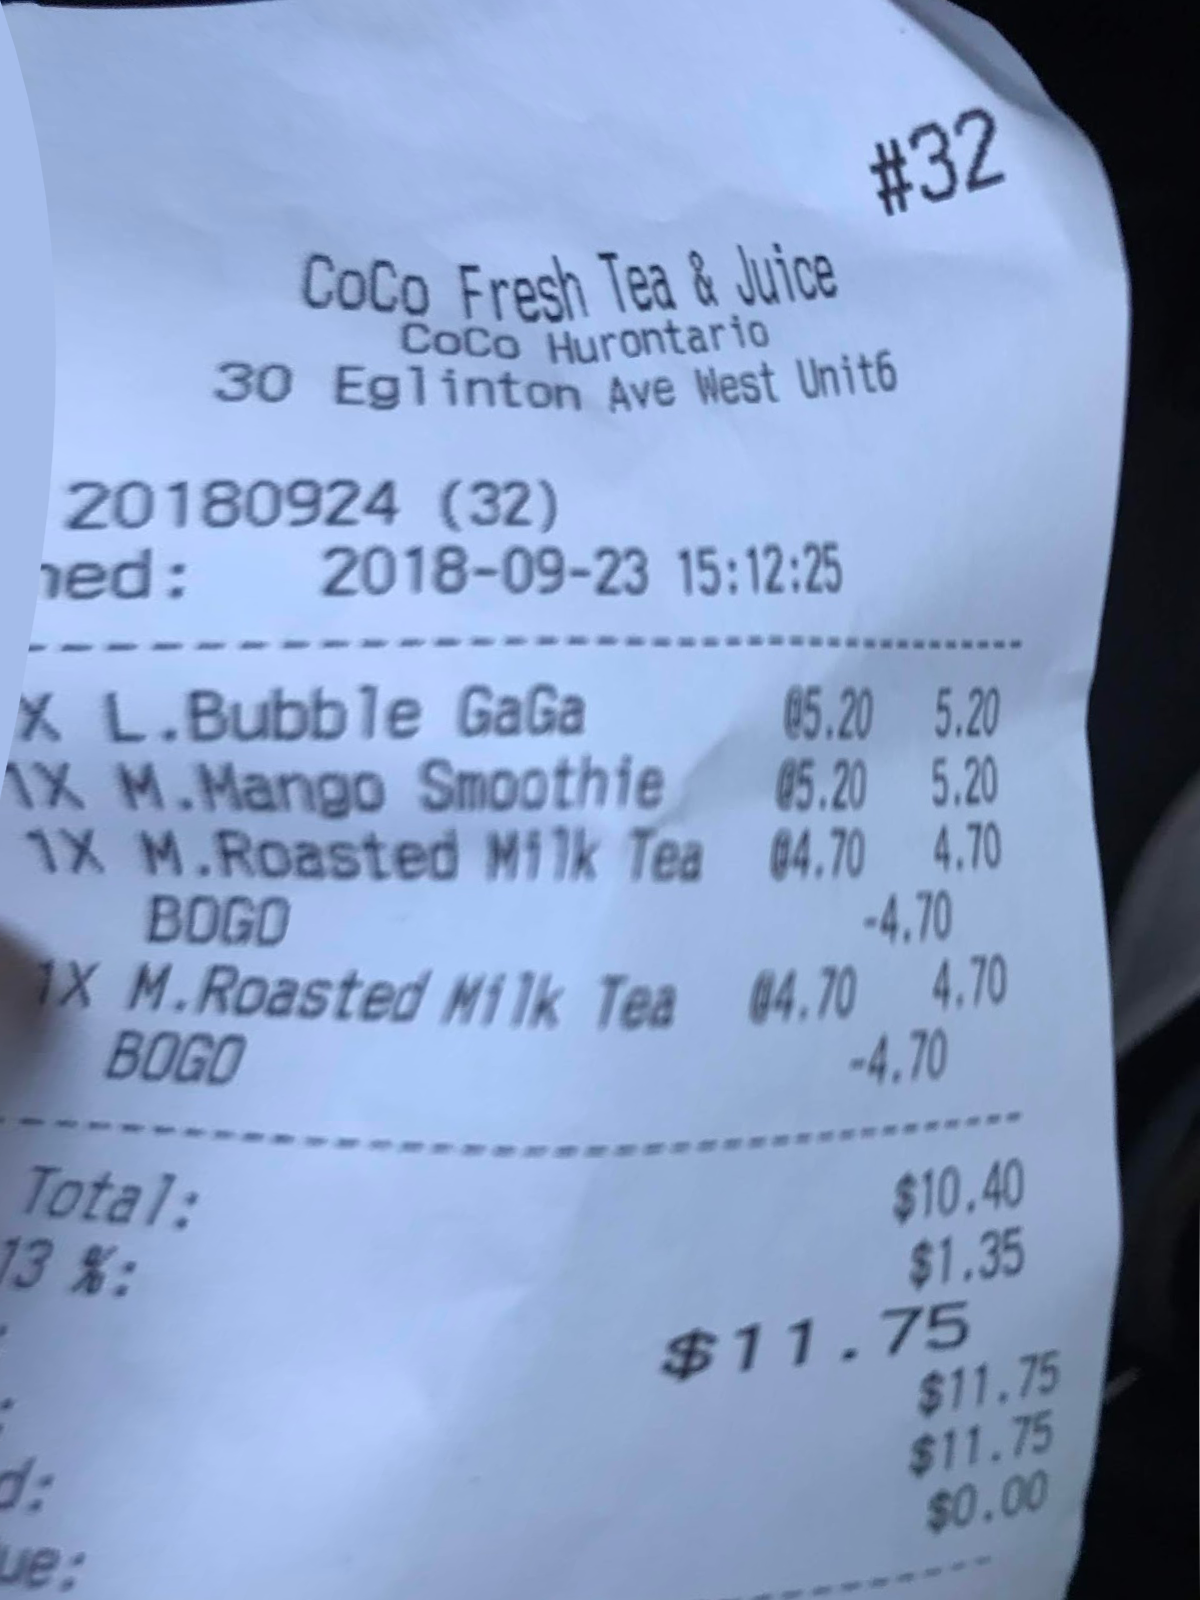 #32
CoCo Fresh Tea & Juice
CoCo Hurontario
30 Eglinton Ave West Unit6
20180924 (32)
ned: 2018-09-23 15:12:25
X L.Bubble GaGa @5.20 5.20
1X M.Mango Smoothie @5.20 5.20
1X M.Roasted Milk Tea @4.70 4.70
BOGO -4.70
1X M.Roasted Milk Tea @4.70 4.70
BOGO -4.70
Total: $10.40
13 %: $1.35
: $11.75
: $11.75
d: $11.75
ue: $0.00